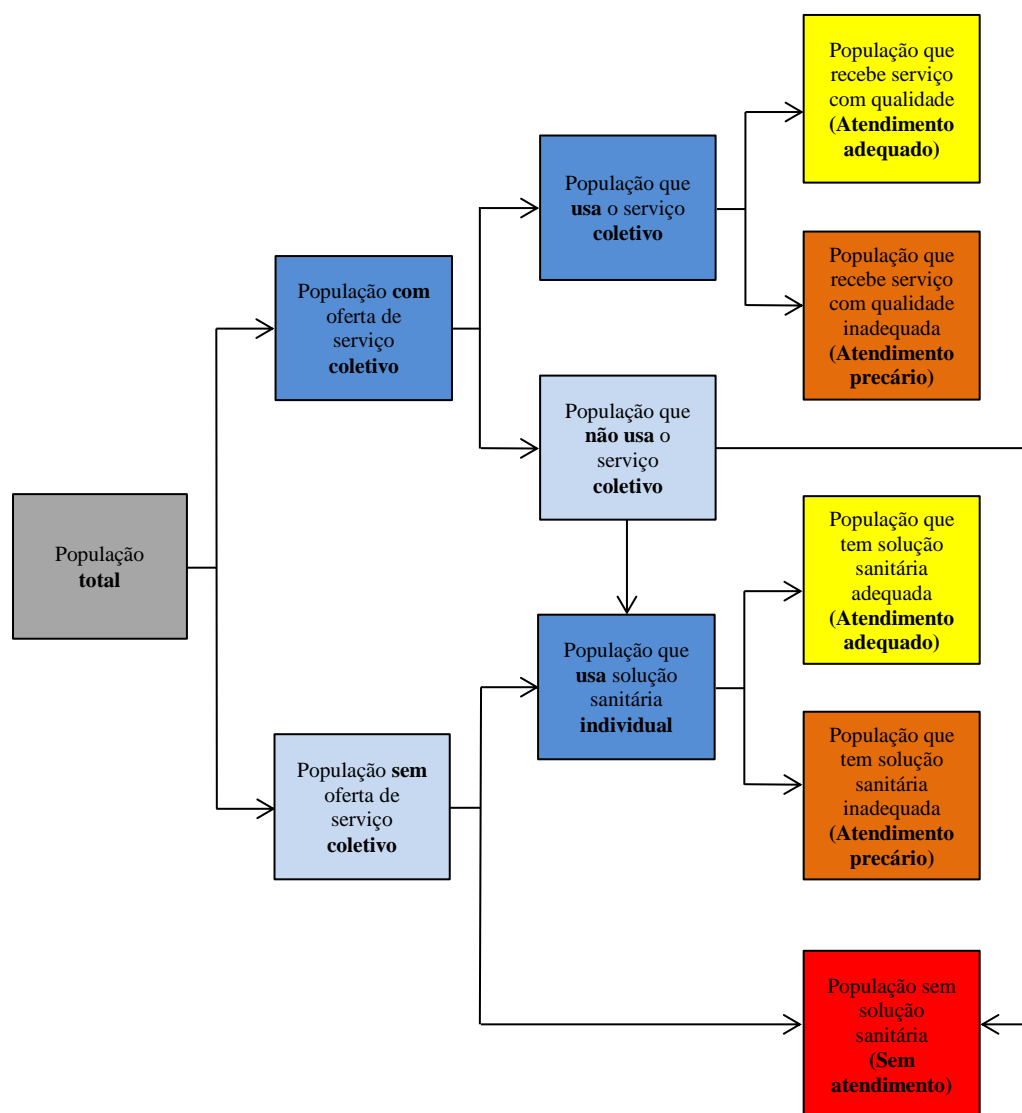 População
total
População com
oferta de
serviço
coletivo
População sem
oferta de
serviço
coletivo
População que
usa o serviço
coletivo
População que
não usa o
serviço
coletivo
População que
usa solução
sanitária
individual
População que
recebe serviço
com qualidade
(Atendimento
adequado)
População que
recebe serviço
com qualidade
inadequada
(Atendimento
precário)
População que
tem solução
sanitária
adequada
(Atendimento
adequado)
População que
tem solução
sanitária
inadequada
(Atendimento
precário)
População sem
solução
sanitária
(Sem
atendimento)